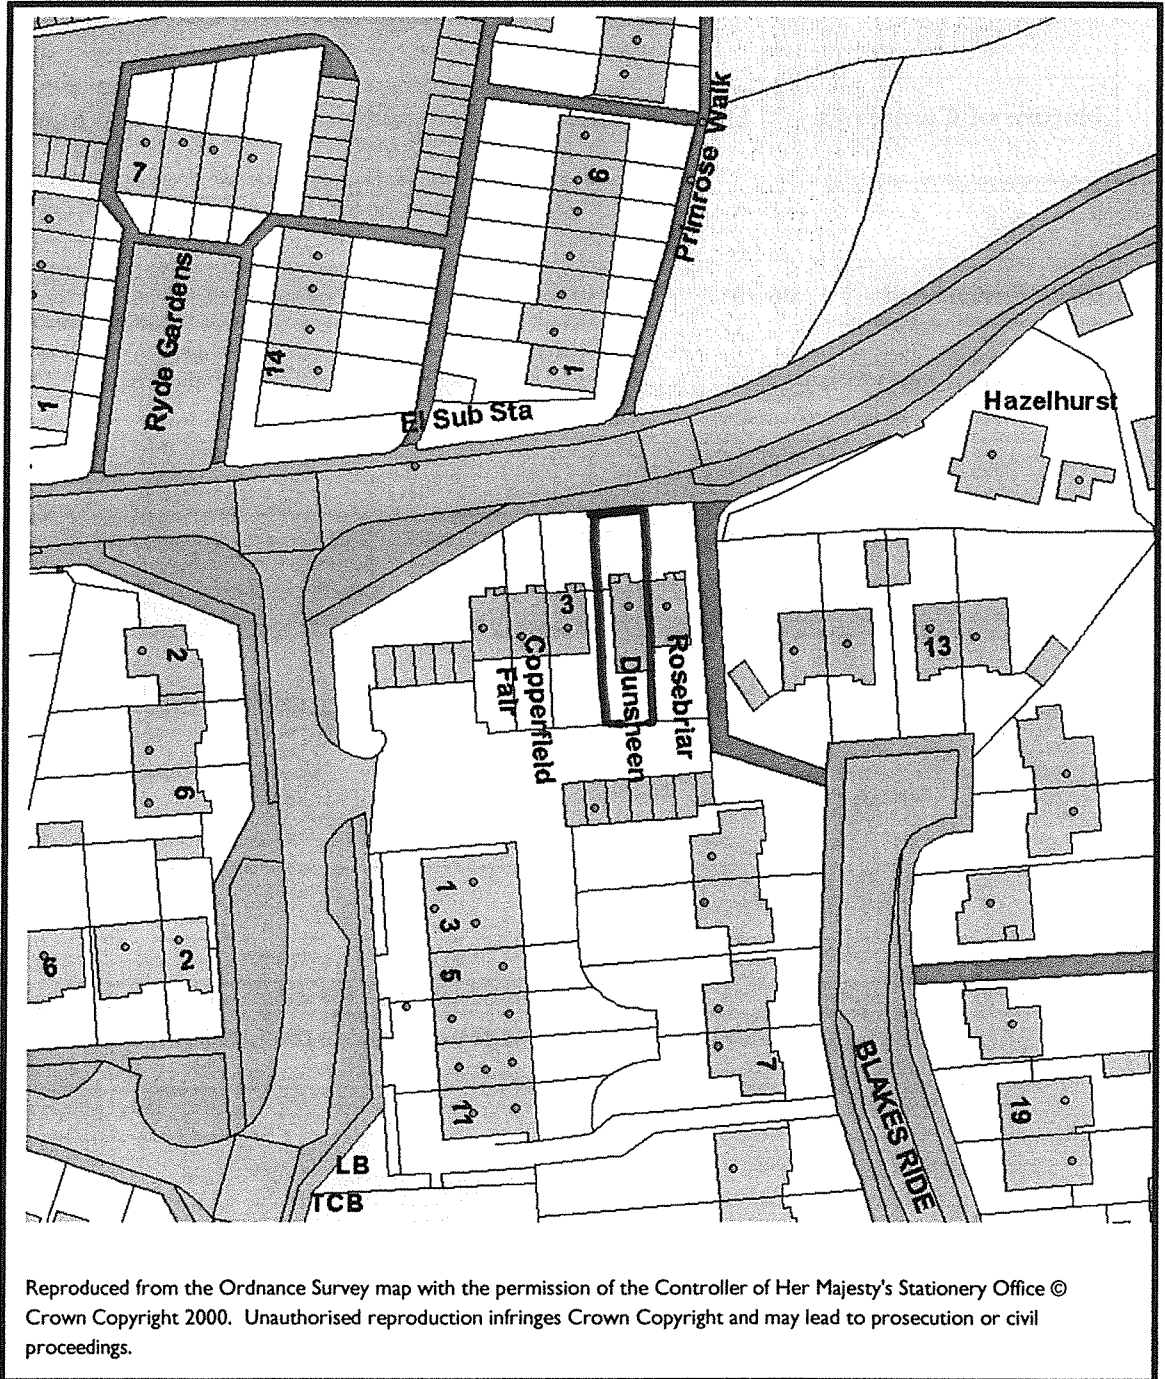 Primrose Walk
7
6
Ryde Gardens
14
1
1
El Sub Sta
Hazelhurst
3
13
2
Copperfield
Fair
Dunsheen
Rosebriar
6
1
3
5
6
2
7
11
19
BLAKES RIDE
LB
TCB
Reproduced from the Ordnance Survey map with the permission of the Controller of Her Majesty's Stationery Office ©
Crown Copyright 2000. Unauthorised reproduction infringes Crown Copyright and may lead to prosecution or civil
proceedings.